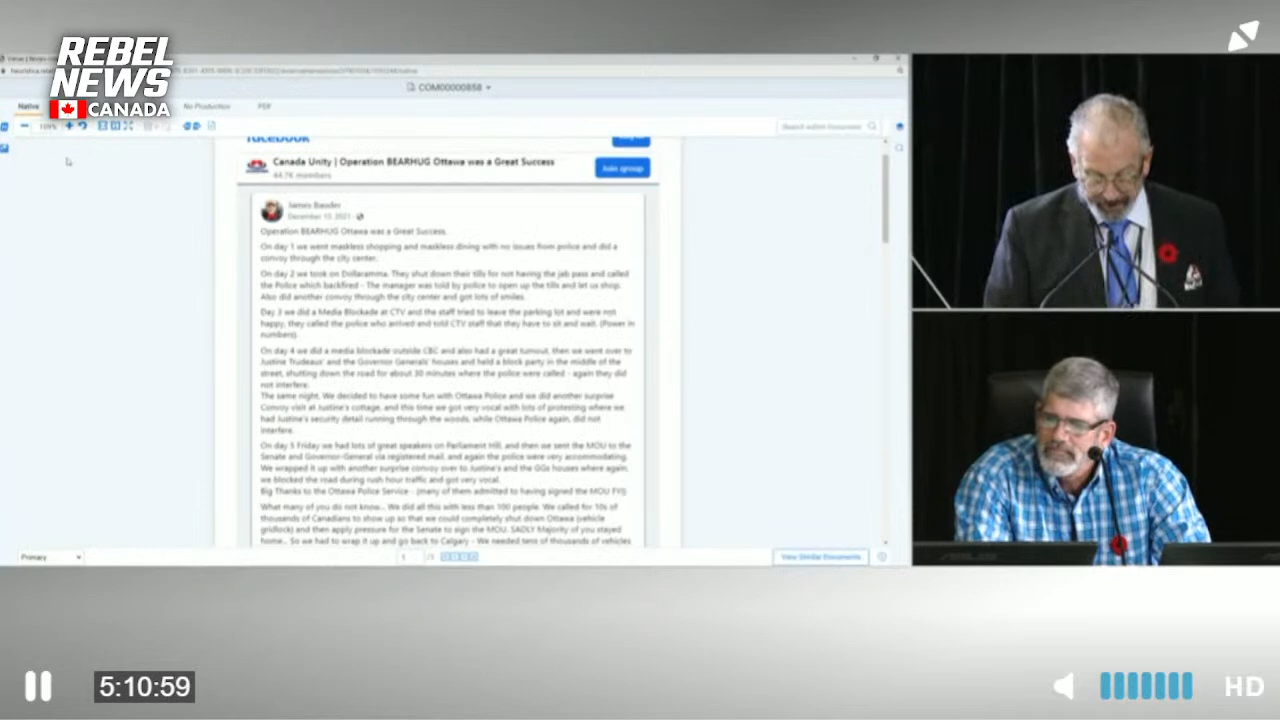 REBEL
NEWS
CANADA
COM00000858
Native No Production PDF
109% Search within Document
facebook
Canada Unity | Operation BEARHUG Ottawa was a Great Success
44.7K members
Join group
James Bauder
December 13, 2021
Operation BEARHUG Ottawa was a Great Success.
On day 1 we went maskless shopping and maskless dining with no issues from police and did a
convoy through the city center.
On day 2 we took on Dollaramma. They shut down their tills for not having the jab pass and called
the Police which backfired - The manager was told by police to open up the tills and let us shop.
Also did another convoy through the city center and got lots of smiles.
Day 3 we did a Media Blockade at CTV and the staff tried to leave the parking lot and were not
happy, they called the police who arrived and told CTV staff that they have to sit and wait. (Power in
numbers).
On day 4 we did a media blockade outside CBC and also had a great turnout, then we went over to
Justine Trudeaus' and the Governor Generals' houses and held a block party in the middle of the
street, shutting down the road for about 30 minutes where the police were called - again they did
not interfere.
The same night. We decided to have some fun with Ottawa Police and we did another surprise
Convoy visit at Justine's cottage, and this time we got very vocal with lots of protesting where we
had Justine's security detail running through the woods, while Ottawa Police again, did not
interfere.
On day 5 Friday we had lots of great speakers on Parliament Hill, and then we sent the MOU to the
Senate and Governor-General via registered mail, and again the police were very accommodating.
We wrapped it up with another surprise convoy over to Justine's and the GGs houses where again,
we blocked the road during rush hour traffic and got very vocal.
Big Thanks to the Ottawa Police Service - (many of them admitted to having signed the MOU FYI)
What many of you do not know... We did all this with less than 100 people. We called for 10s of
thousands of Canadians to show up so that we could completely shut down Ottawa (vehicle
gridlock) and then apply pressure for the Senate to sign the MOU. SADLY Majority of you stayed
home.. So we had to wrap it up and go back to Calgary - We needed tens of thousands of vehicles
Primary 1 View Similar Documents
ASUS
5:10:59
HD